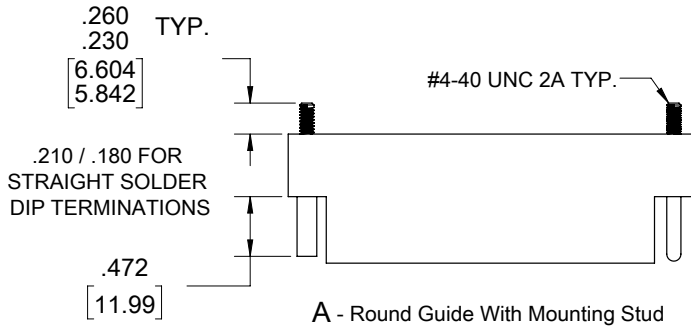 .260
.230 TYP.
[6.604
5.842]
#4-40 UNC 2A TYP.
.210 / .180 FOR
STRAIGHT SOLDER
DIP TERMINATIONS
.472
[11.99]
A - Round Guide With Mounting Stud